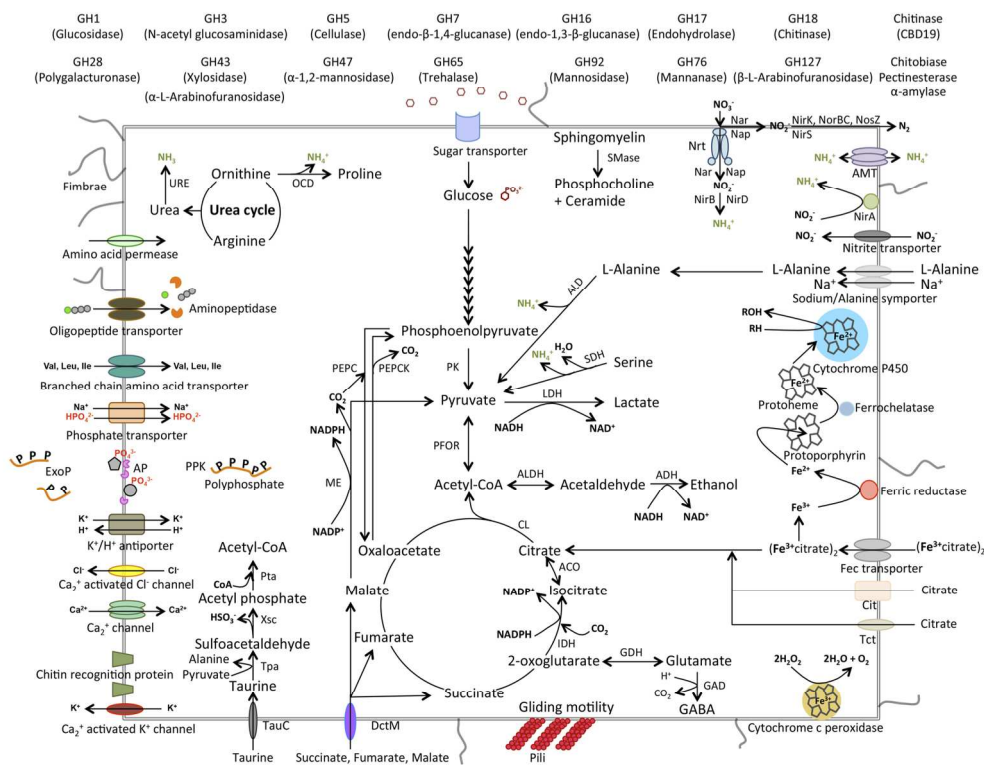 GH1 GH3 GH5 GH7 GH16 GH17 GH18 Chitinase
(Glucosidase) (N-acetyl glucosaminidase) (Cellulase) (endo-β-1,4-glucanase) (endo-1,3-β-glucanase) (Endohydrolase) (Chitinase) (CBD19)
GH28 GH43 GH47 GH65 GH92 GH76 GH127 Chitobiase
(Polygalacturonase) (Xylosidase) (α-1,2-mannosidase) (Trehalase) (Mannosidase) (Mannanase) (β-L-Arabinofuranosidase) Pectinesterase
(α-L-Arabinofuranosidase) α-amylase
Fimbrae
NH₃
URE
Urea
Ornithine
Urea cycle
Arginine
NH₄⁺
OCD
Proline
Sugar transporter
Glucose
PO₃²⁻
Sphingomyelin
SMase
Phosphocholine
+ Ceramide
NO₃⁻
Nar
Nap
NO₂⁻
NirK, NorBC, NosZ
NirS
N₂
Nrt
Nar Nap
NO₂⁻
NirB NirD
NH₄⁺
NH₄⁺ NH₄⁺
AMT
NH₄⁺
NO₂⁻
NirA
NO₂⁻ NO₂⁻
Nitrite transporter
Amino acid permease
Aminopeptidase
Oligopeptide transporter
Val, Leu, Ile Val, Leu, Ile
Branched chain amino acid transporter
Na⁺ Na⁺
HPO₄²⁻ HPO₄²⁻
Phosphate transporter
P P P P
ExoP
P P
PO₄³⁻
AP
PO₄³⁻
PPK
P P P P
Polyphosphate
K⁺ K⁺
H⁺ H⁺
K⁺/H⁺ antiporter
Cl⁻ Cl⁻
Ca₂⁺ activated Cl⁻ channel
Ca²⁺ Ca²⁺
Ca₂⁺ channel
Chitin recognition protein
K⁺ K⁺
Ca₂⁺ activated K⁺ channel
Acetyl-CoA
CoA
Pta
Acetyl phosphate
HSO₃⁻
Xsc
Sulfoacetaldehyde
Alanine
Pyruvate
Tpa
Taurine
TauC
Taurine
L-Alanine L-Alanine L-Alanine
Na⁺ Na⁺
Sodium/Alanine symporter
ALD
NH₄⁺
Phosphoenolpyruvate
CO₂
PEPC
PEPCK
PK
CO₂
NADPH
ME
NADP⁺
H₂O
NH₄⁺
SDH
Serine
Pyruvate
LDH
Lactate
NADH NAD⁺
PFOR
Acetyl-CoA
ALDH
Acetaldehyde
ADH
Ethanol
NADH NAD⁺
CL
Oxaloacetate
Citrate
ACO
Malate
NADP⁺
Isocitrate
Fumarate
NADPH
CO₂
IDH
2-oxoglutarate
GDH
Glutamate
Succinate
H⁺
CO₂
GAD
GABA
DctM
Succinate, Fumarate, Malate
Gliding motility
Pili
ROH
RH
Fe²⁺
Cytochrome P450
Fe²⁺
Protoheme
Ferrochelatase
Protoporphyrin
Fe²⁺
Ferric reductase
Fe³⁺
(Fe³⁺citrate)₂ (Fe³⁺citrate)₂
Fec transporter
Citrate
Cit
Citrate
Tct
2H₂O₂ 2H₂O + O₂
Fe³⁺
Cytochrome c peroxidase